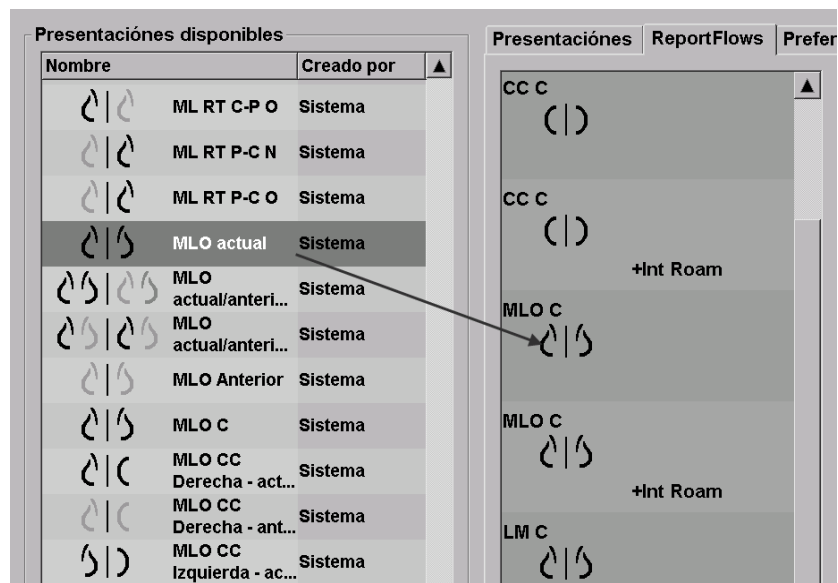 Presentaciónes disponibles
Nombre Creado por
ML RT C-P O Sistema
ML RT P-C N Sistema
ML RT P-C O Sistema
MLO actual Sistema
MLO
actual/anteri... Sistema
MLO
actual/anteri... Sistema
MLO Anterior Sistema
MLO C Sistema
MLO CC
Derecha - act... Sistema
MLO CC
Derecha - ant... Sistema
MLO CC
Izquierda - ac... Sistema
Presentaciónes ReportFlows Prefer
CC C
CC C
+Int Roam
MLO C
MLO C
+Int Roam
LM C